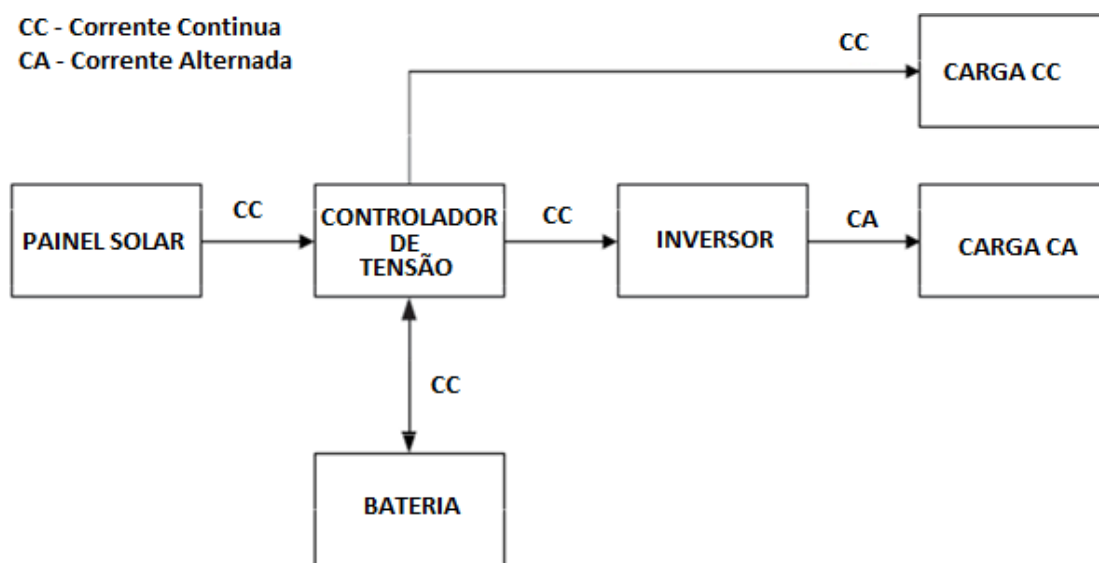 CC - Corrente Continua
CA - Corrente Alternada
CC
CARGA CC
PAINEL SOLAR
CC
CONTROLADOR
DE
TENSÃO
CC
INVERSOR
CA
CARGA CA
CC
BATERIA